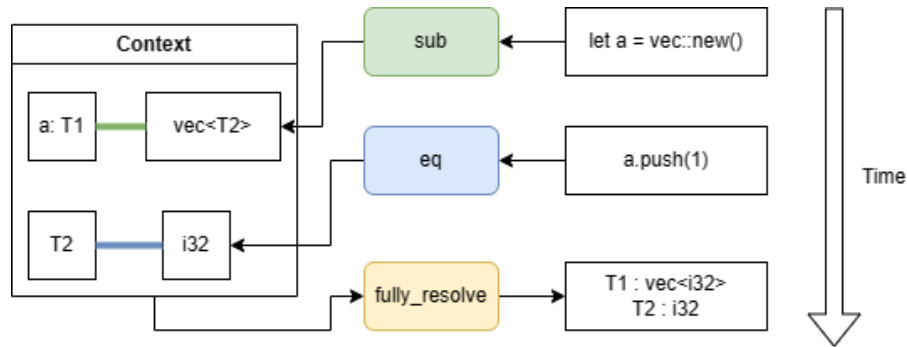 Context
sub
let a = vec::new()
a: T1
vec<T2>
eq
a.push(1)
Time
T2
i32
fully_resolve
T1 : vec<i32>
T2 : i32